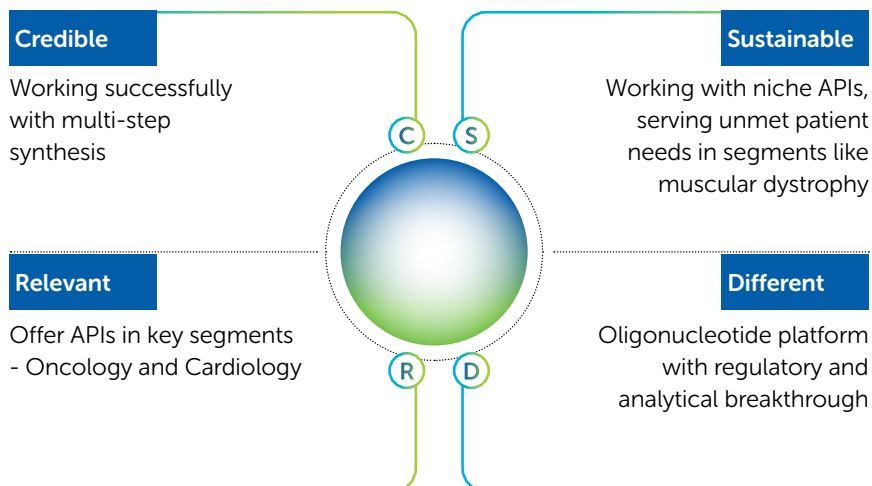 Credible
Working successfully
with multi-step
synthesis
Sustainable
Working with niche APIs,
serving unmet patient
needs in segments like
muscular dystrophy
C
S
Relevant
Offer APIs in key segments
- Oncology and Cardiology
Different
Oligonucleotide platform
with regulatory and
analytical breakthrough
R
D